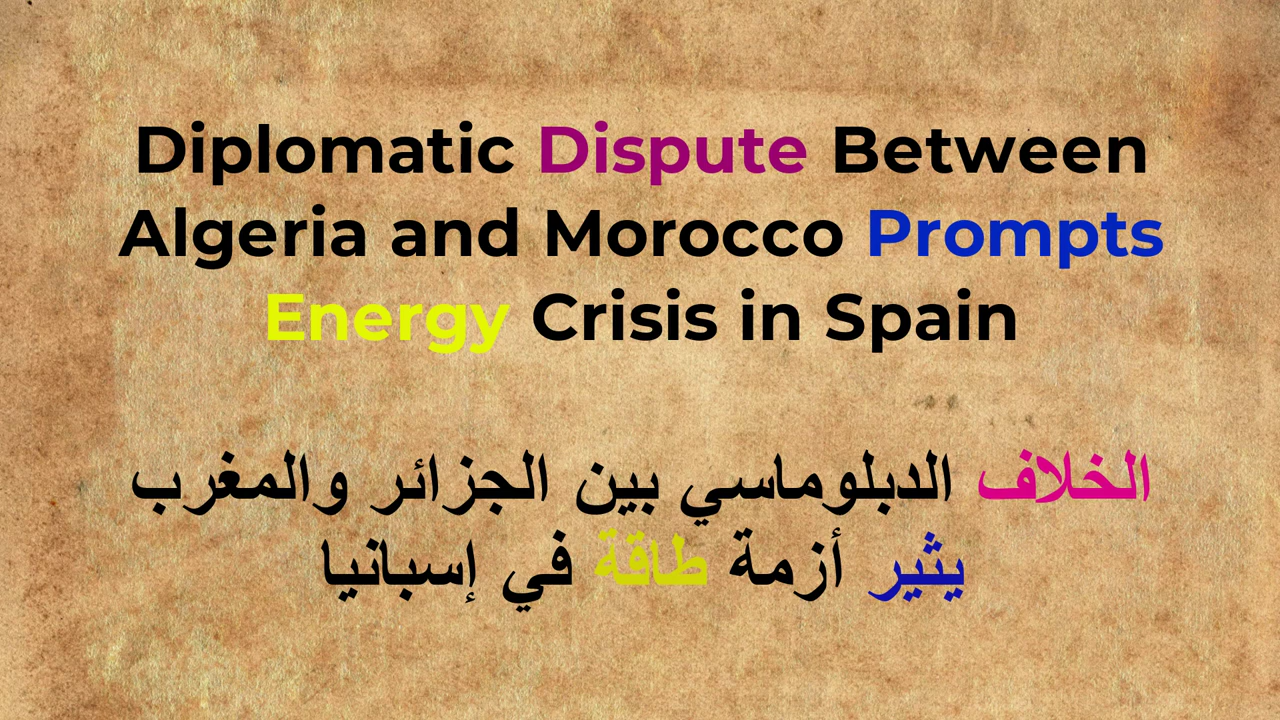 Diplomatic Dispute Between
Algeria and Morocco Prompts
Energy Crisis in Spain
الخلاف الدبلوماسي بين الجزائر والمغرب
يثير أزمة طاقة في إسبانيا